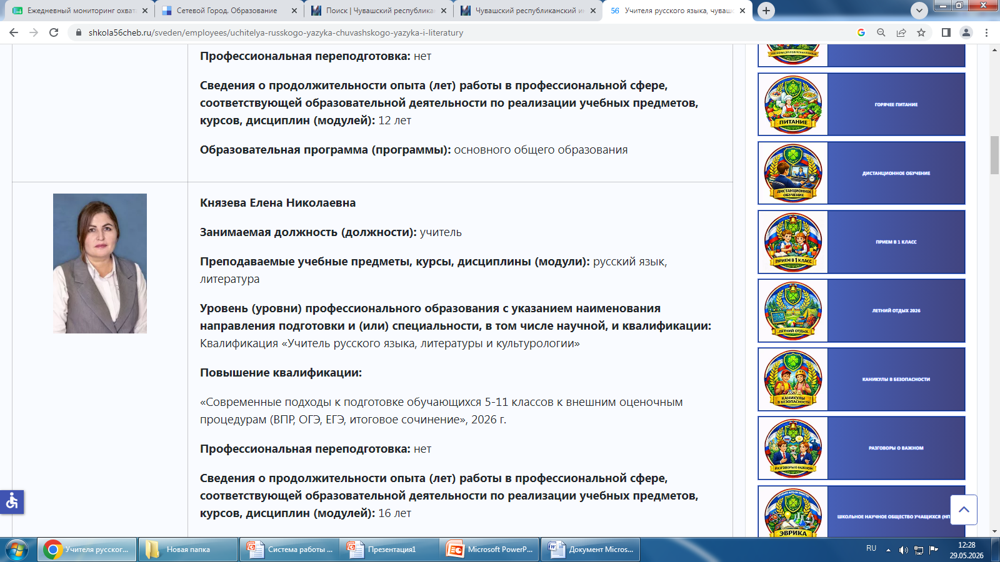 Ежедневный мониторинг охват
Сетевой Город. Образование
Поиск | Чувашский республика
Чувашский республиканский и
56 Учителя русского языка, чуваш
shkola56cheb.ru/sveden/employees/uchitelya-russkogo-yazyka-chuvashskogo-yazyka-i-literatury
Профессиональная переподготовка: нет
Сведения о продолжительности опыта (лет) работы в профессиональной сфере,
соответствующей образовательной деятельности по реализации учебных предметов,
курсов, дисциплин (модулей): 12 лет
Образовательная программа (программы): основного общего образования
Князева Елена Николаевна
Занимаемая должность (должности): учитель
Преподаваемые учебные предметы, курсы, дисциплины (модули): русский язык,
литература
Уровень (уровни) профессионального образования с указанием наименования
направления подготовки и (или) специальности, в том числе научной, и квалификации:
Квалификация «Учитель русского языка, литературы и культурологии»
Повышение квалификации:
«Современные подходы к подготовке обучающихся 5-11 классов к внешним оценочным
процедурам (ВПР, ОГЭ, ЕГЭ, итоговое сочинение», 2026 г.
Профессиональная переподготовка: нет
Сведения о продолжительности опыта (лет) работы в профессиональной сфере,
соответствующей образовательной деятельности по реализации учебных предметов,
курсов, дисциплин (модулей): 16 лет
ПИТАНИЕ
ГОРЯЧЕЕ ПИТАНИЕ
ДИСТАНЦИОННОЕ
ОБУЧЕНИЕ
ДИСТАНЦИОННОЕ ОБУЧЕНИЕ
ПРИЕМ В 1 КЛАСС
ПРИЕМ В 1 КЛАСС
ЛЕТНИЙ ОТДЫХ
ЛЕТНИЙ ОТДЫХ 2026
КАНИКУЛЫ
В БЕЗОПАСНОСТИ
КАНИКУЛЫ В БЕЗОПАСНОСТИ
РАЗГОВОРЫ О ВАЖНОМ
РАЗГОВОРЫ О ВАЖНОМ
ЭВРИКА
ШКОЛЬНОЕ НАУЧНОЕ ОБЩЕСТВО УЧАЩИХСЯ (НП
Учителя русског...
Новая папка
Система работы ...
Презентация1
Microsoft PowerP...
Документ Micros...
RU
12:28
29.05.2026